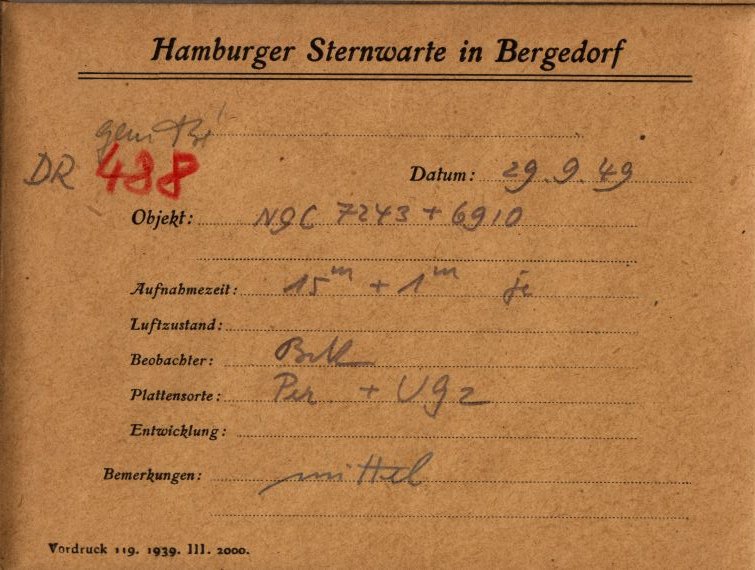 Hamburger Sternwarte in Bergedorf
DR 488
Datum: 29.9.49
Objekt: NGC 7243 + 6910
Aufnahmezeit: 15m + 1m je
Luftzustand:
Beobachter:
Plattensorte: Per. + UG2
Entwicklung:
Bemerkungen: mittel
Vordruck 119. 1939. III. 2000.